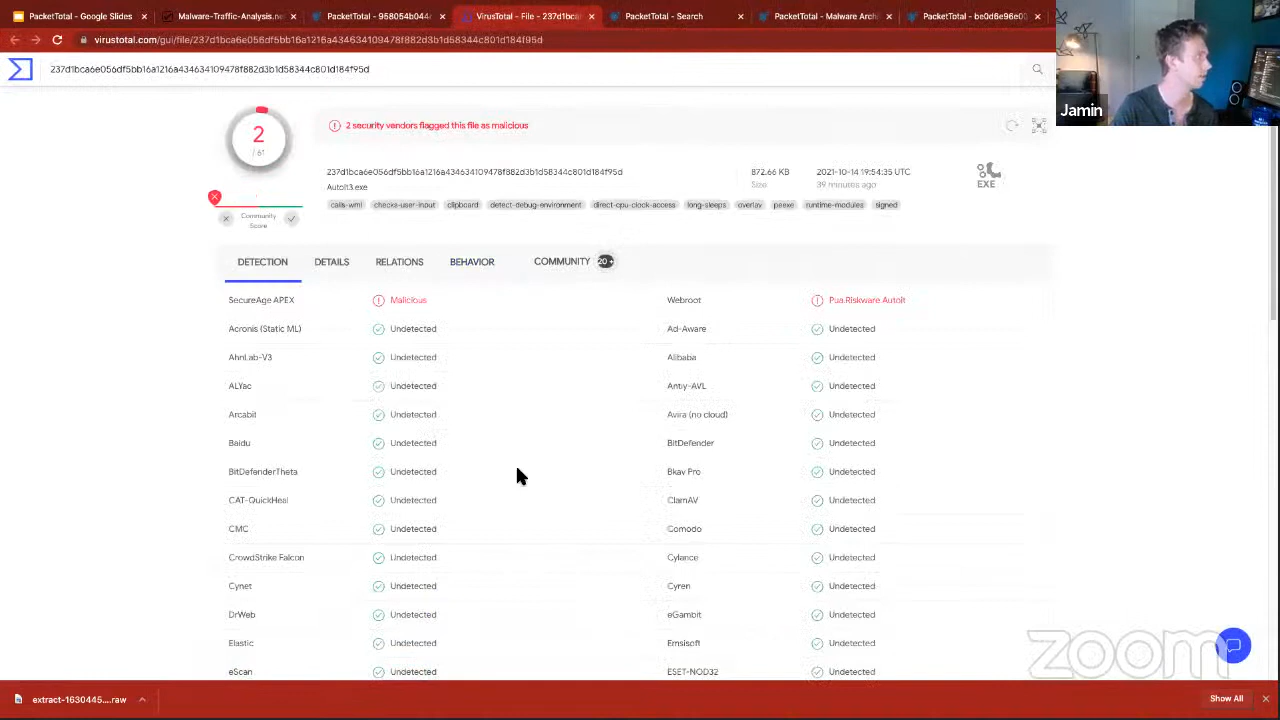 PacketTotal - Google Slides
Malware-Traffic-Analysis.ne
PacketTotal - 958054b044
VirusTotal - File - 237d1bca
PacketTotal - Search
PacketTotal - Malware Archi
PacketTotal - be0d6e96e00
virustotal.com/gui/file/237d1bca6e056df5bb16a1216a434634109478f882d3b1d58344c801d184f95d
237d1bca6e056df5bb16a1216a434634109478f882d3b1d58344c801d184f95d
Jamin
2
/ 61
2 security vendors flagged this file as malicious
237d1bca6e056df5bb16a1216a434634109478f882d3b1d58344c801d184f95d
AutoIt3.exe
872.66 KB
Size
2021-10-14 19:54:35 UTC
39 minutes ago
EXE
calls-wmi checks-user-input clipboard detect-debug-environment direct-cpu-clock-access long-sleeps overlay peexe runtime-modules signed
Community
Score
DETECTION DETAILS RELATIONS BEHAVIOR COMMUNITY 20+
SecureAge APEX Malicious Webroot Pua.Riskware Autoit
Acronis (Static ML) Undetected Ad-Aware Undetected
AhnLab-V3 Undetected Alibaba Undetected
ALYac Undetected Antiy-AVL Undetected
Arcabit Undetected Avira (no cloud) Undetected
Baidu Undetected BitDefender Undetected
BitDefenderTheta Undetected Bkav Pro Undetected
CAT-QuickHeal Undetected ClamAV Undetected
CMC Undetected Comodo Undetected
CrowdStrike Falcon Undetected Cylance Undetected
Cynet Undetected Cyren Undetected
DrWeb Undetected eGambit Undetected
Elastic Undetected Emsisoft Undetected
eScan Undetected ESET-NOD32 Undetected
zoom
extract-1630445....raw
Show All